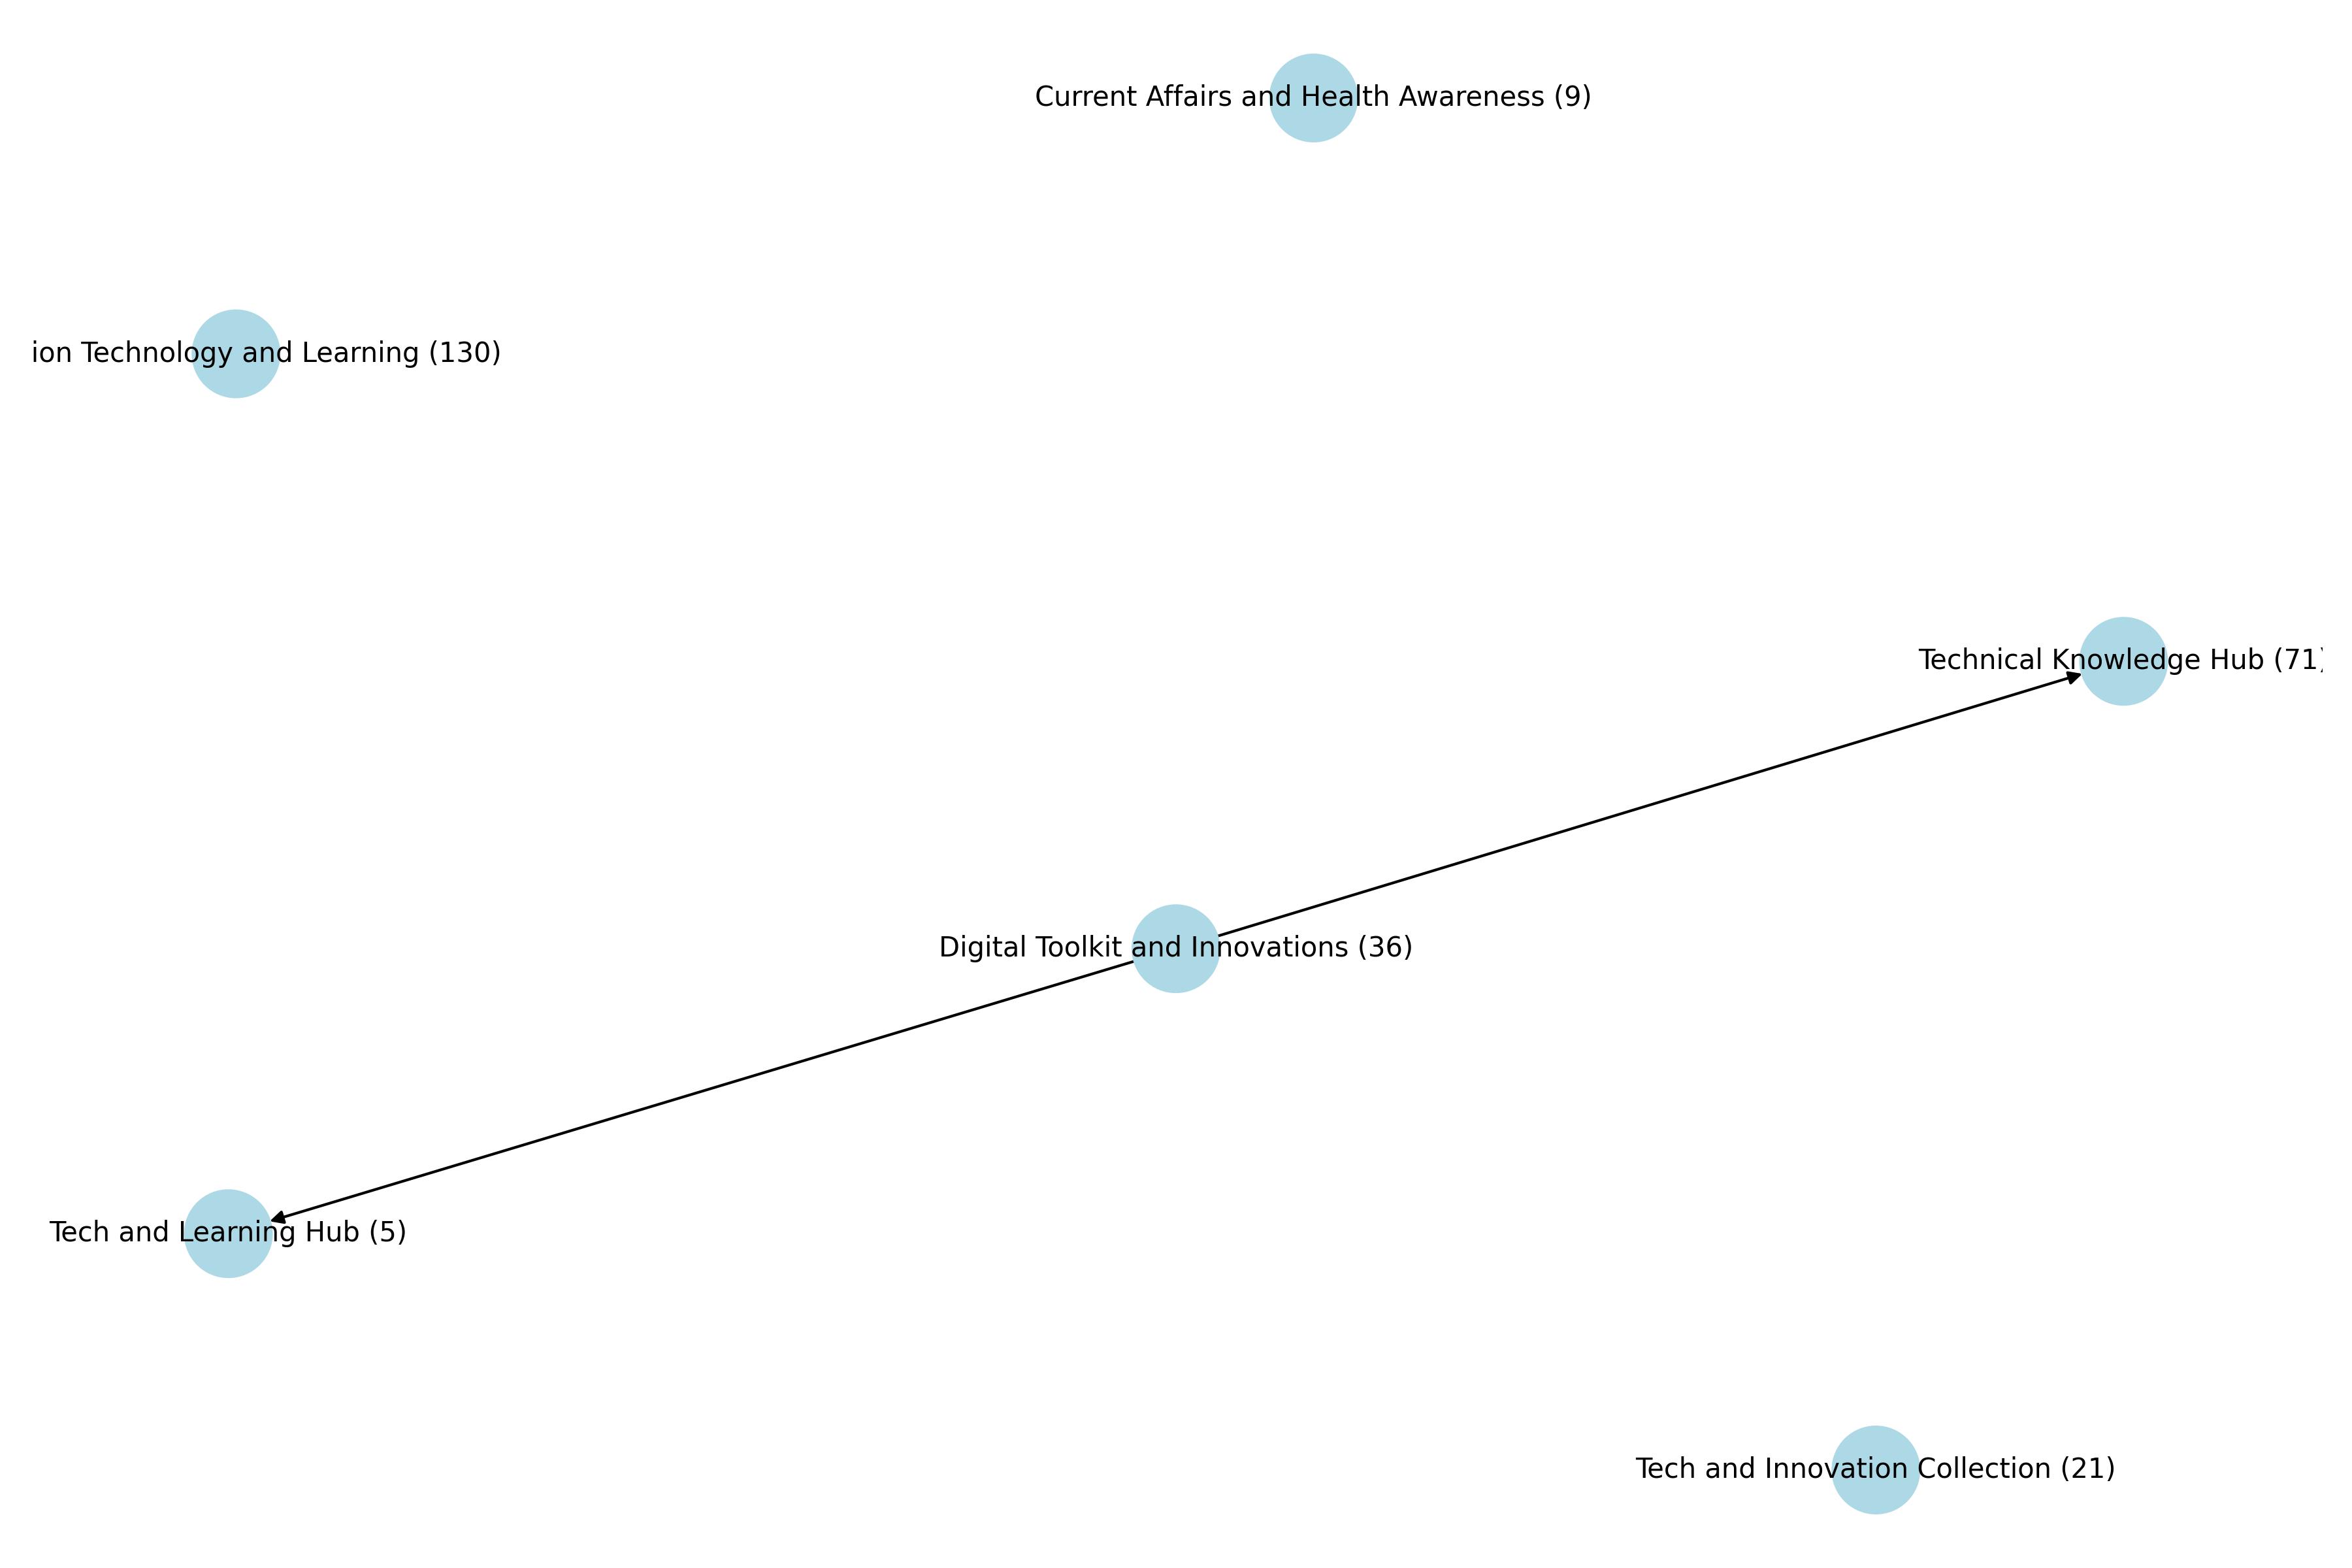 Current Affairs and Health Awareness (9)
ion Technology and Learning (130)
Technical Knowledge Hub (71)
Digital Toolkit and Innovations (36)
Tech and Learning Hub (5)
Tech and Innovation Collection (21)